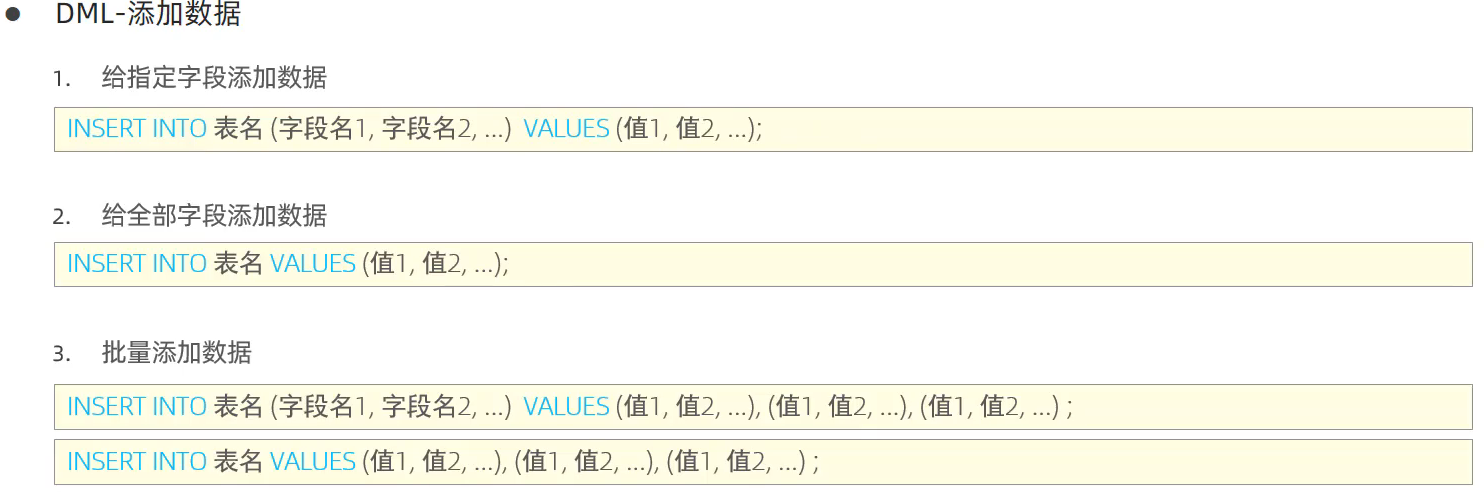 ● DML-添加数据
1. 给指定字段添加数据
INSERT INTO 表名 (字段名1, 字段名2, ...) VALUES (值1, 值2, ...);
2. 给全部字段添加数据
INSERT INTO 表名 VALUES (值1, 值2, ...);
3. 批量添加数据
INSERT INTO 表名 (字段名1, 字段名2, ...) VALUES (值1, 值2, ...), (值1, 值2, ...), (值1, 值2, ...) ;
INSERT INTO 表名 VALUES (值1, 值2, ...), (值1, 值2, ...), (值1, 值2, ...) ;